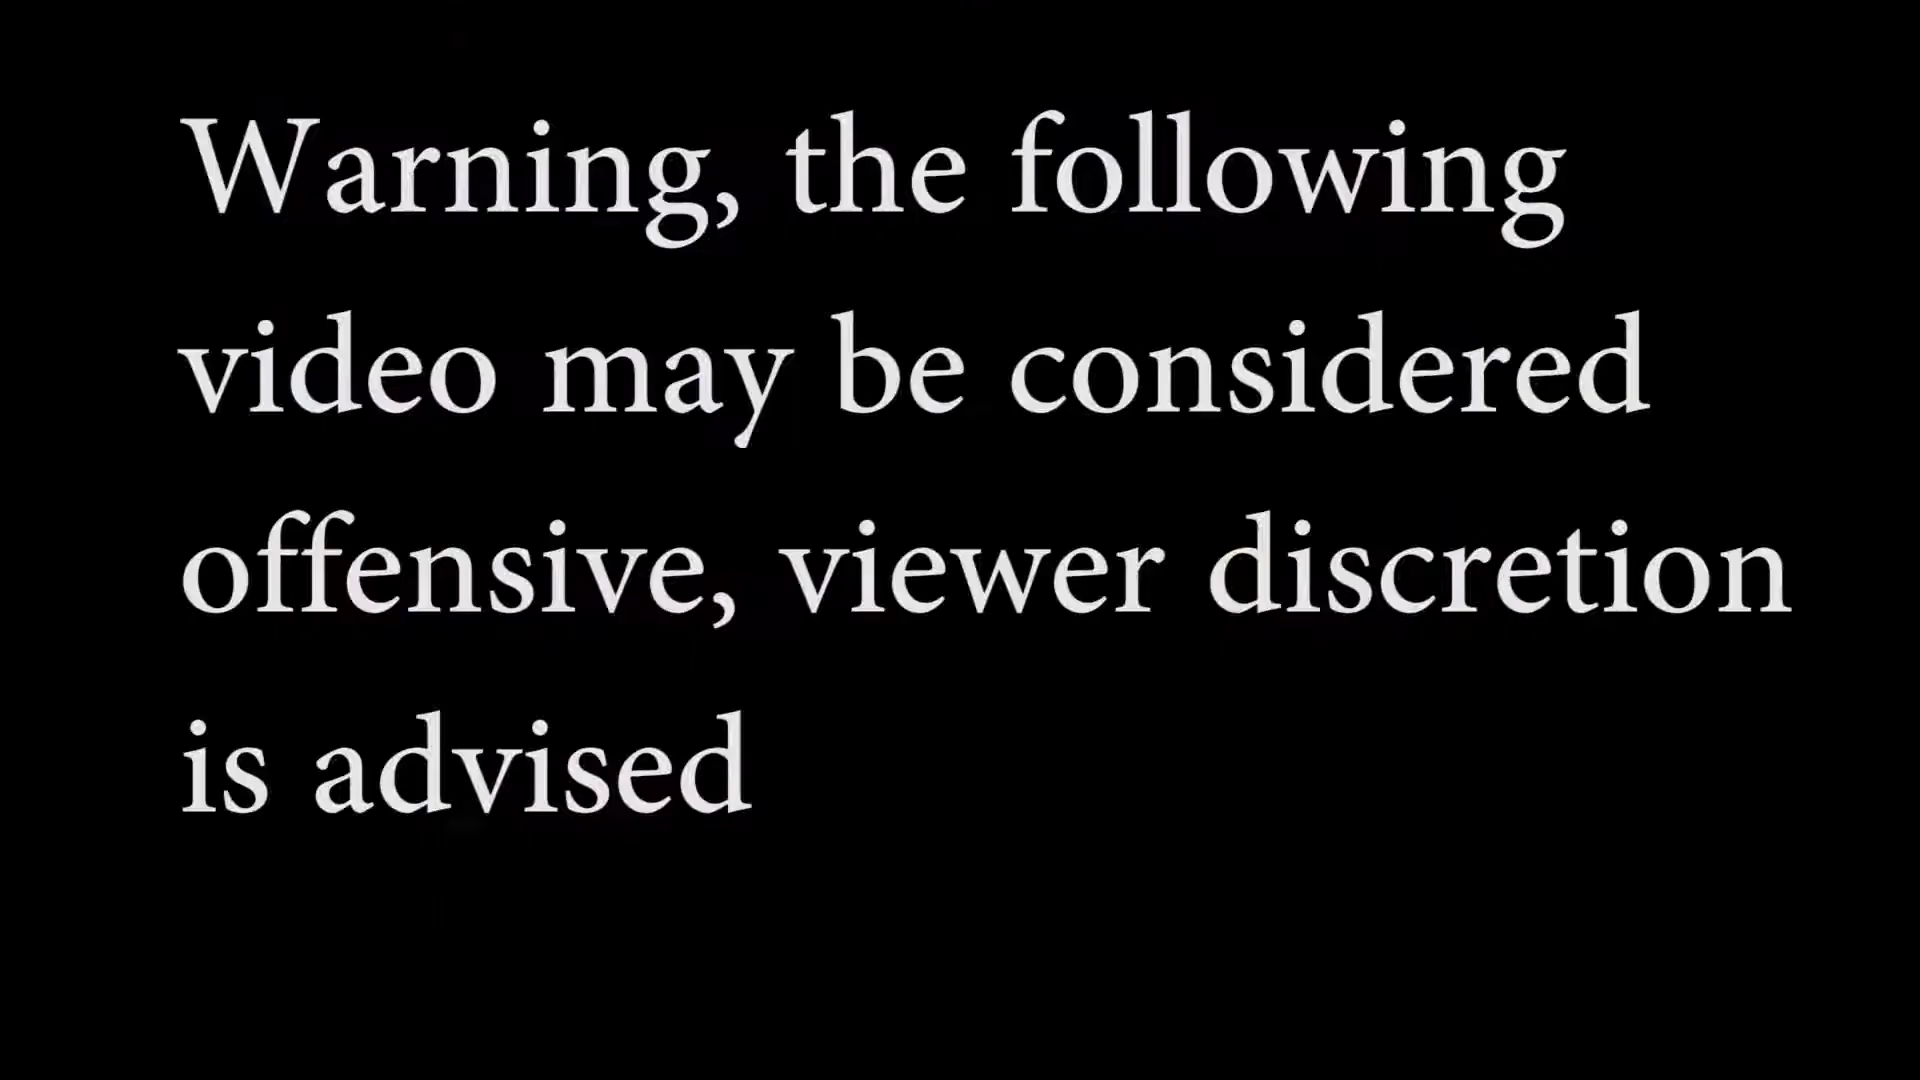 Warning, the following
video may be considered
offensive, viewer discretion
is advised